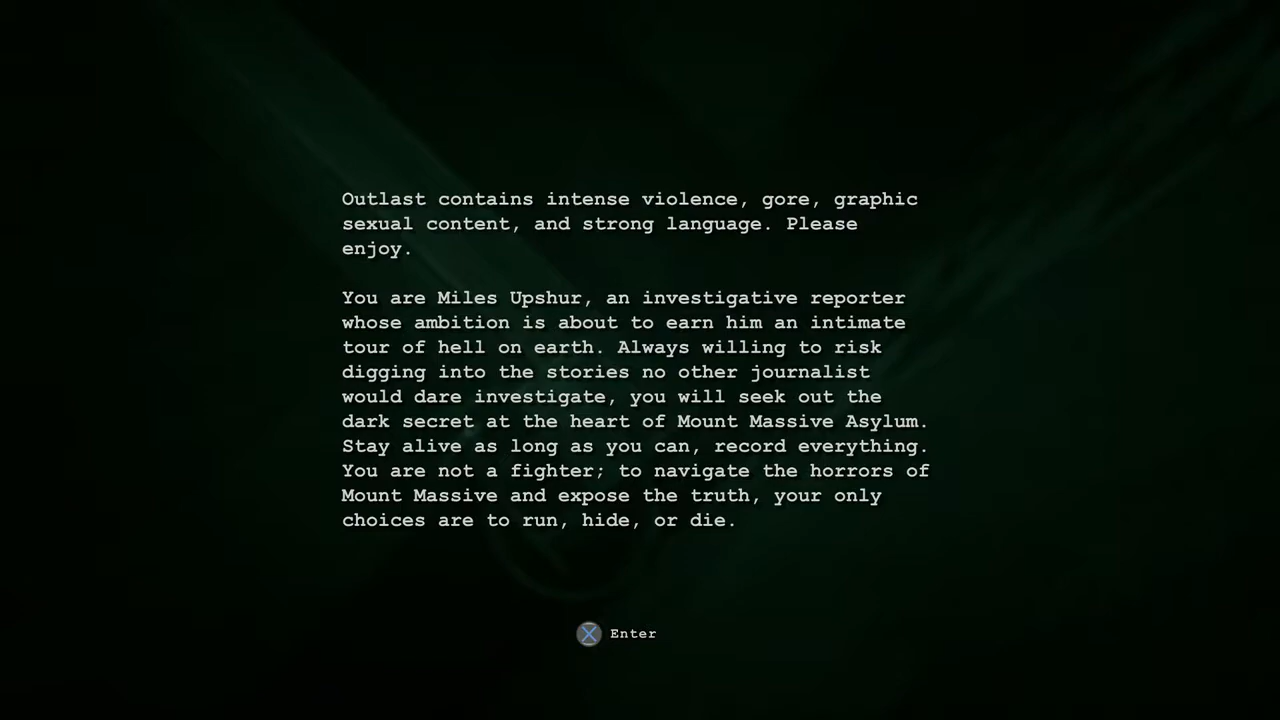 Outlast contains intense violence, gore, graphic
sexual content, and strong language. Please
enjoy.
You are Miles Upshur, an investigative reporter
whose ambition is about to earn him an intimate
tour of hell on earth. Always willing to risk
digging into the stories no other journalist
would dare investigate, you will seek out the
dark secret at the heart of Mount Massive Asylum.
Stay alive as long as you can, record everything.
You are not a fighter; to navigate the horrors of
Mount Massive and expose the truth, your only
choices are to run, hide, or die.
Enter